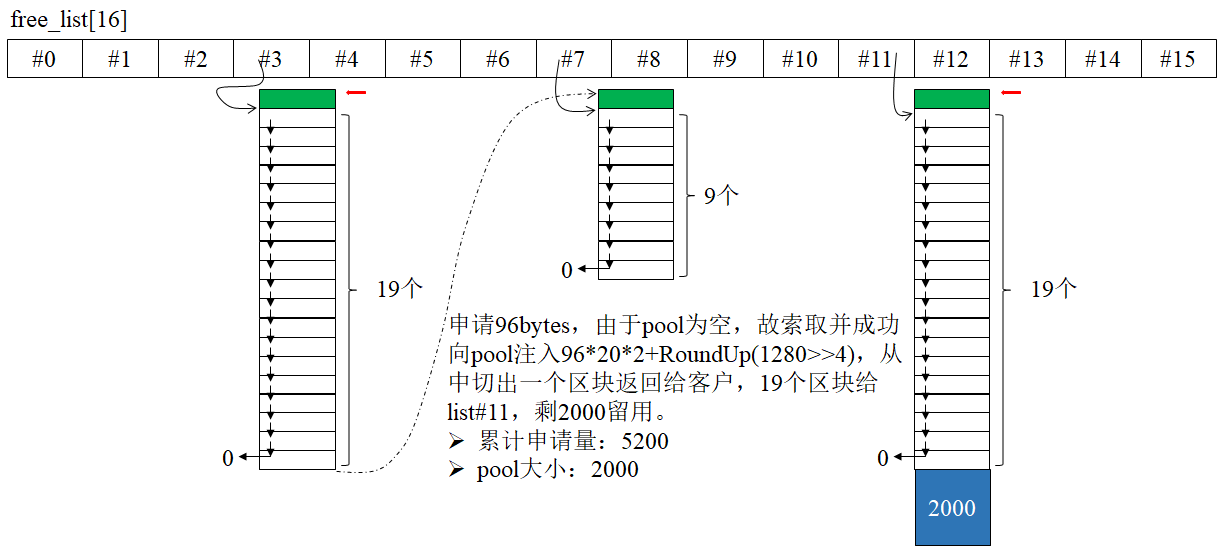 free_list[16]
#0 #1 #2 #3 #4 #5 #6 #7 #8 #9 #10 #11 #12 #13 #14 #15
9个
0
19个
19个
申请96bytes，由于pool为空，故索取并成功
向pool注入96*20*2+RoundUp(1280>>4)，从
中切出一个区块返回给客户，19个区块给
list#11，剩2000留用。
➢ 累计申请量：5200
➢ pool大小：2000
0
0
2000